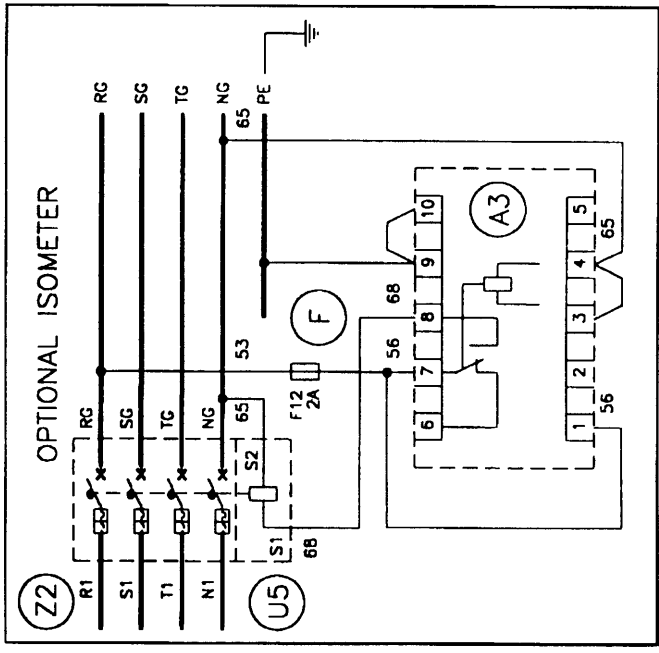 OPTIONAL ISOMETER
Z2
R1
RG
RG
S1
SG
SG
T1
TG
TG
N1
NG
NG
65
65
PE
53
U5
S1
S2
68
F12
2A
F
56
68
6
7
8
9
10
A3
1
2
3
4
5
56
65